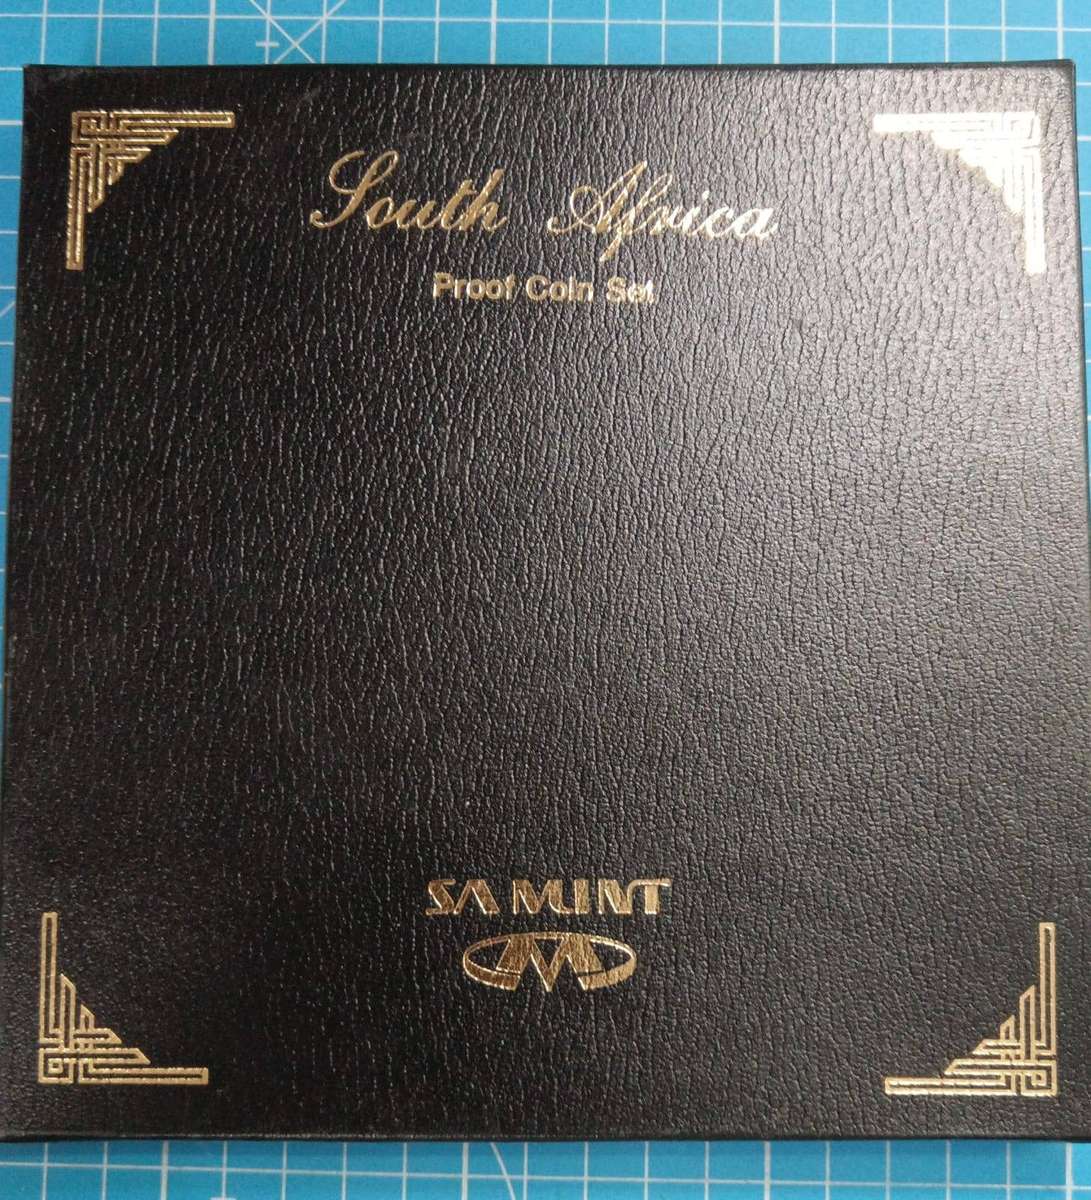 South Africa
Proof Coin Set
SA MINT
M